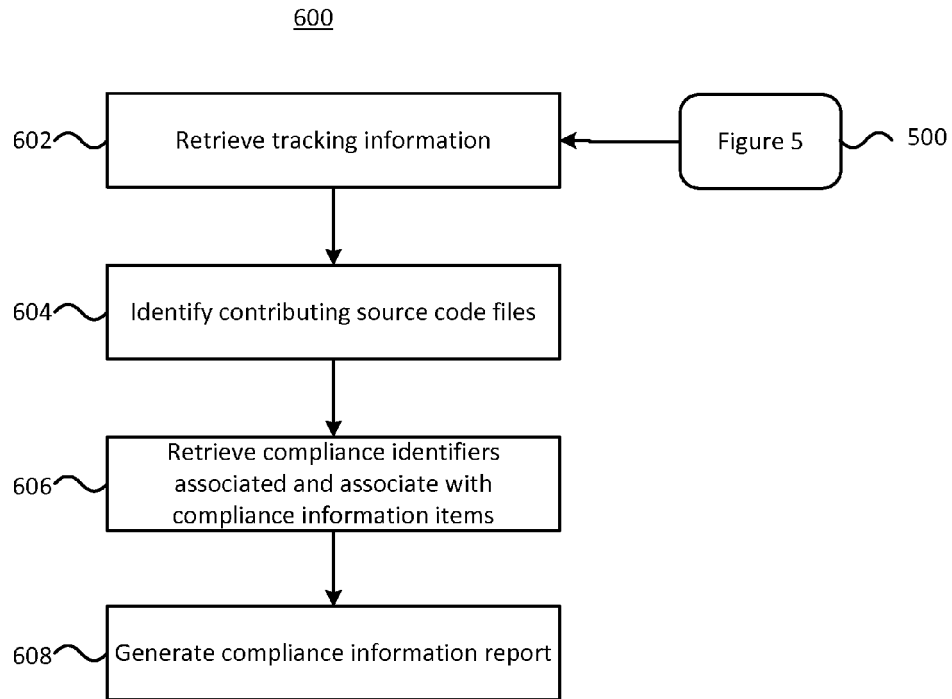 600
602
Retrieve tracking information
Figure 5
500
604
Identify contributing source code files
606
Retrieve compliance identifiers
associated and associate with
compliance information items
608
Generate compliance information report